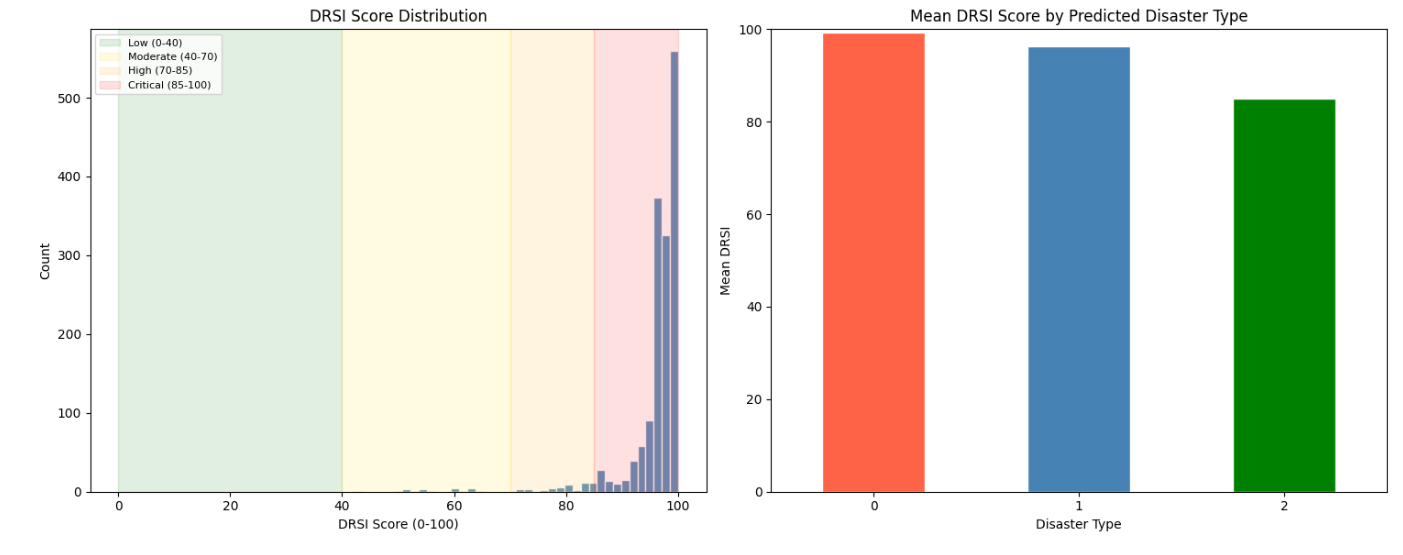 DRSI Score Distribution
Low (0-40)
Moderate (40-70)
High (70-85)
Critical (85-100)
500
400
300
200
100
0
Count
0 20 40 60 80 100
DRSI Score (0-100)
Mean DRSI Score by Predicted Disaster Type
100
80
60
40
20
0
Mean DRSI
0 1 2
Disaster Type